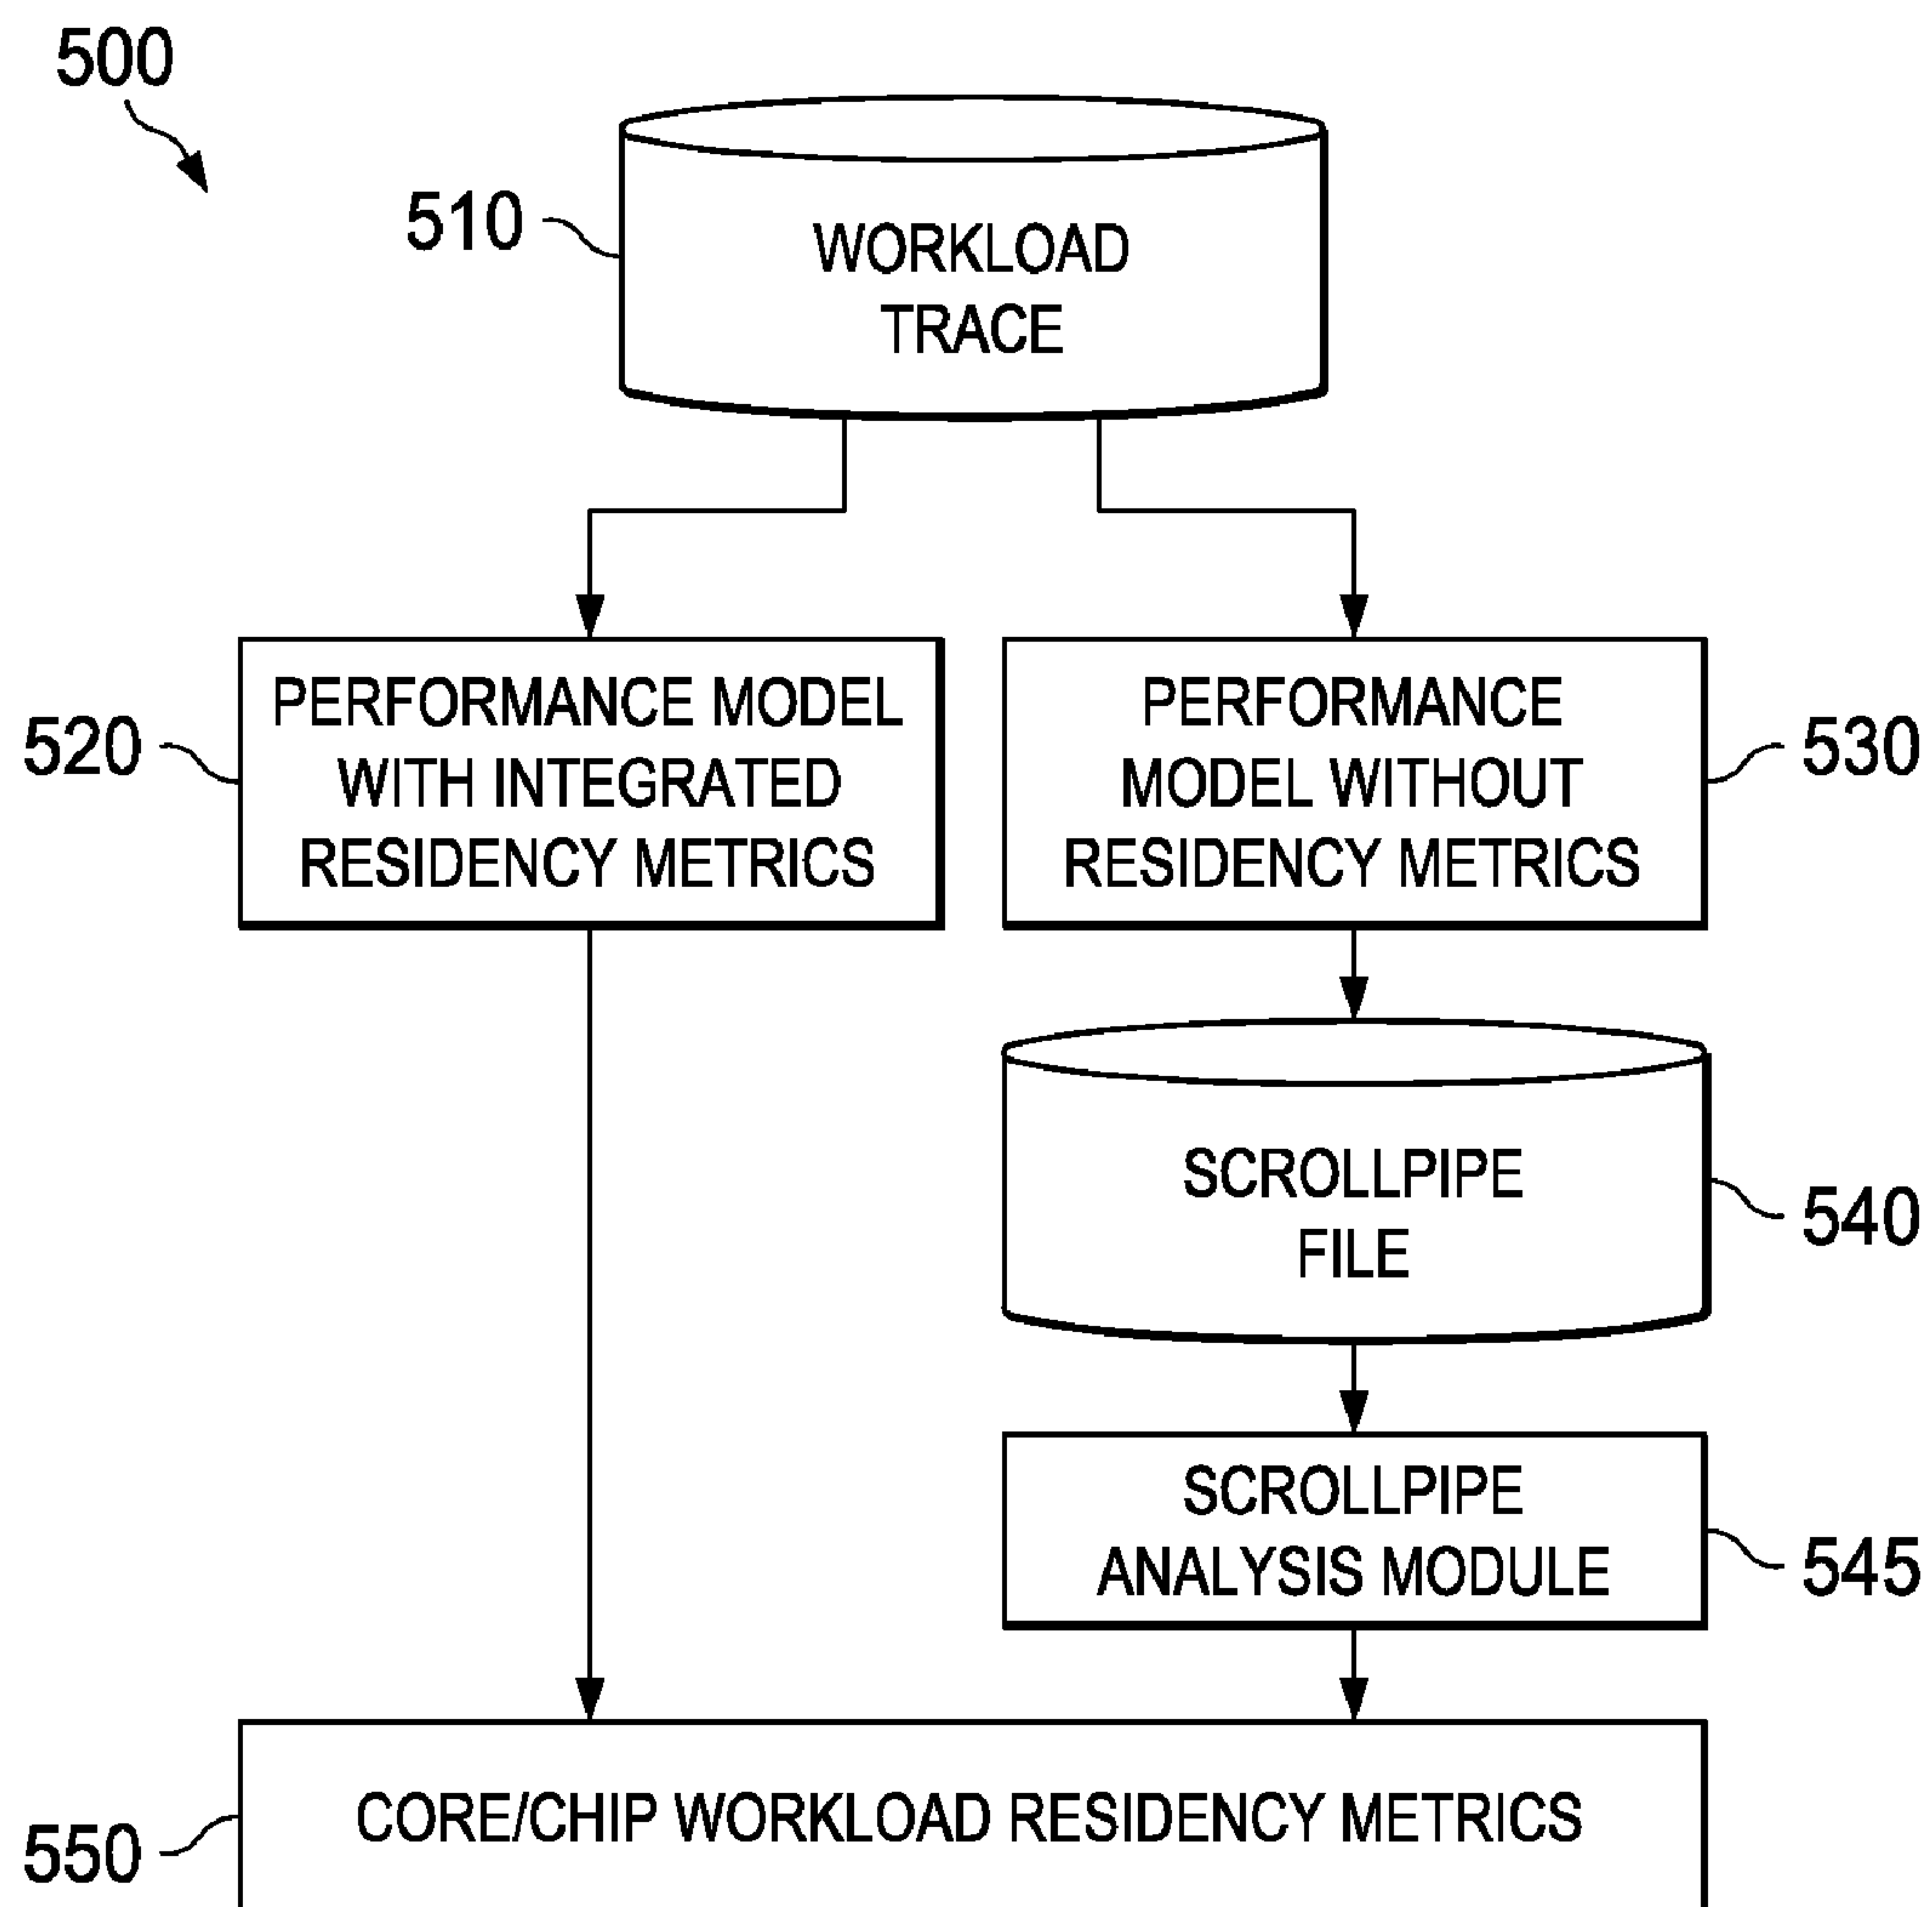 500
510
WORKLOAD
TRACE
520
PERFORMANCE MODEL
WITH INTEGRATED
RESIDENCY METRICS
PERFORMANCE
MODEL WITHOUT
RESIDENCY METRICS
530
SCROLLPIPE
FILE
540
SCROLLPIPE
ANALYSIS MODULE
545
550
CORE/CHIP WORKLOAD RESIDENCY METRICS